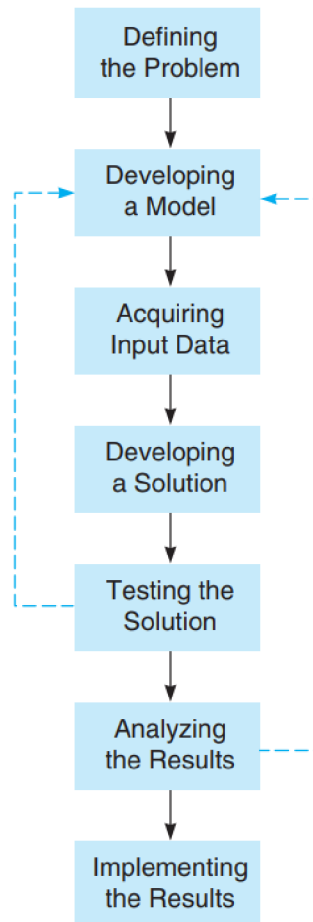 Defining
the Problem
Developing
a Model
Acquiring
Input Data
Developing
a Solution
Testing the
Solution
Analyzing
the Results
Implementing
the Results